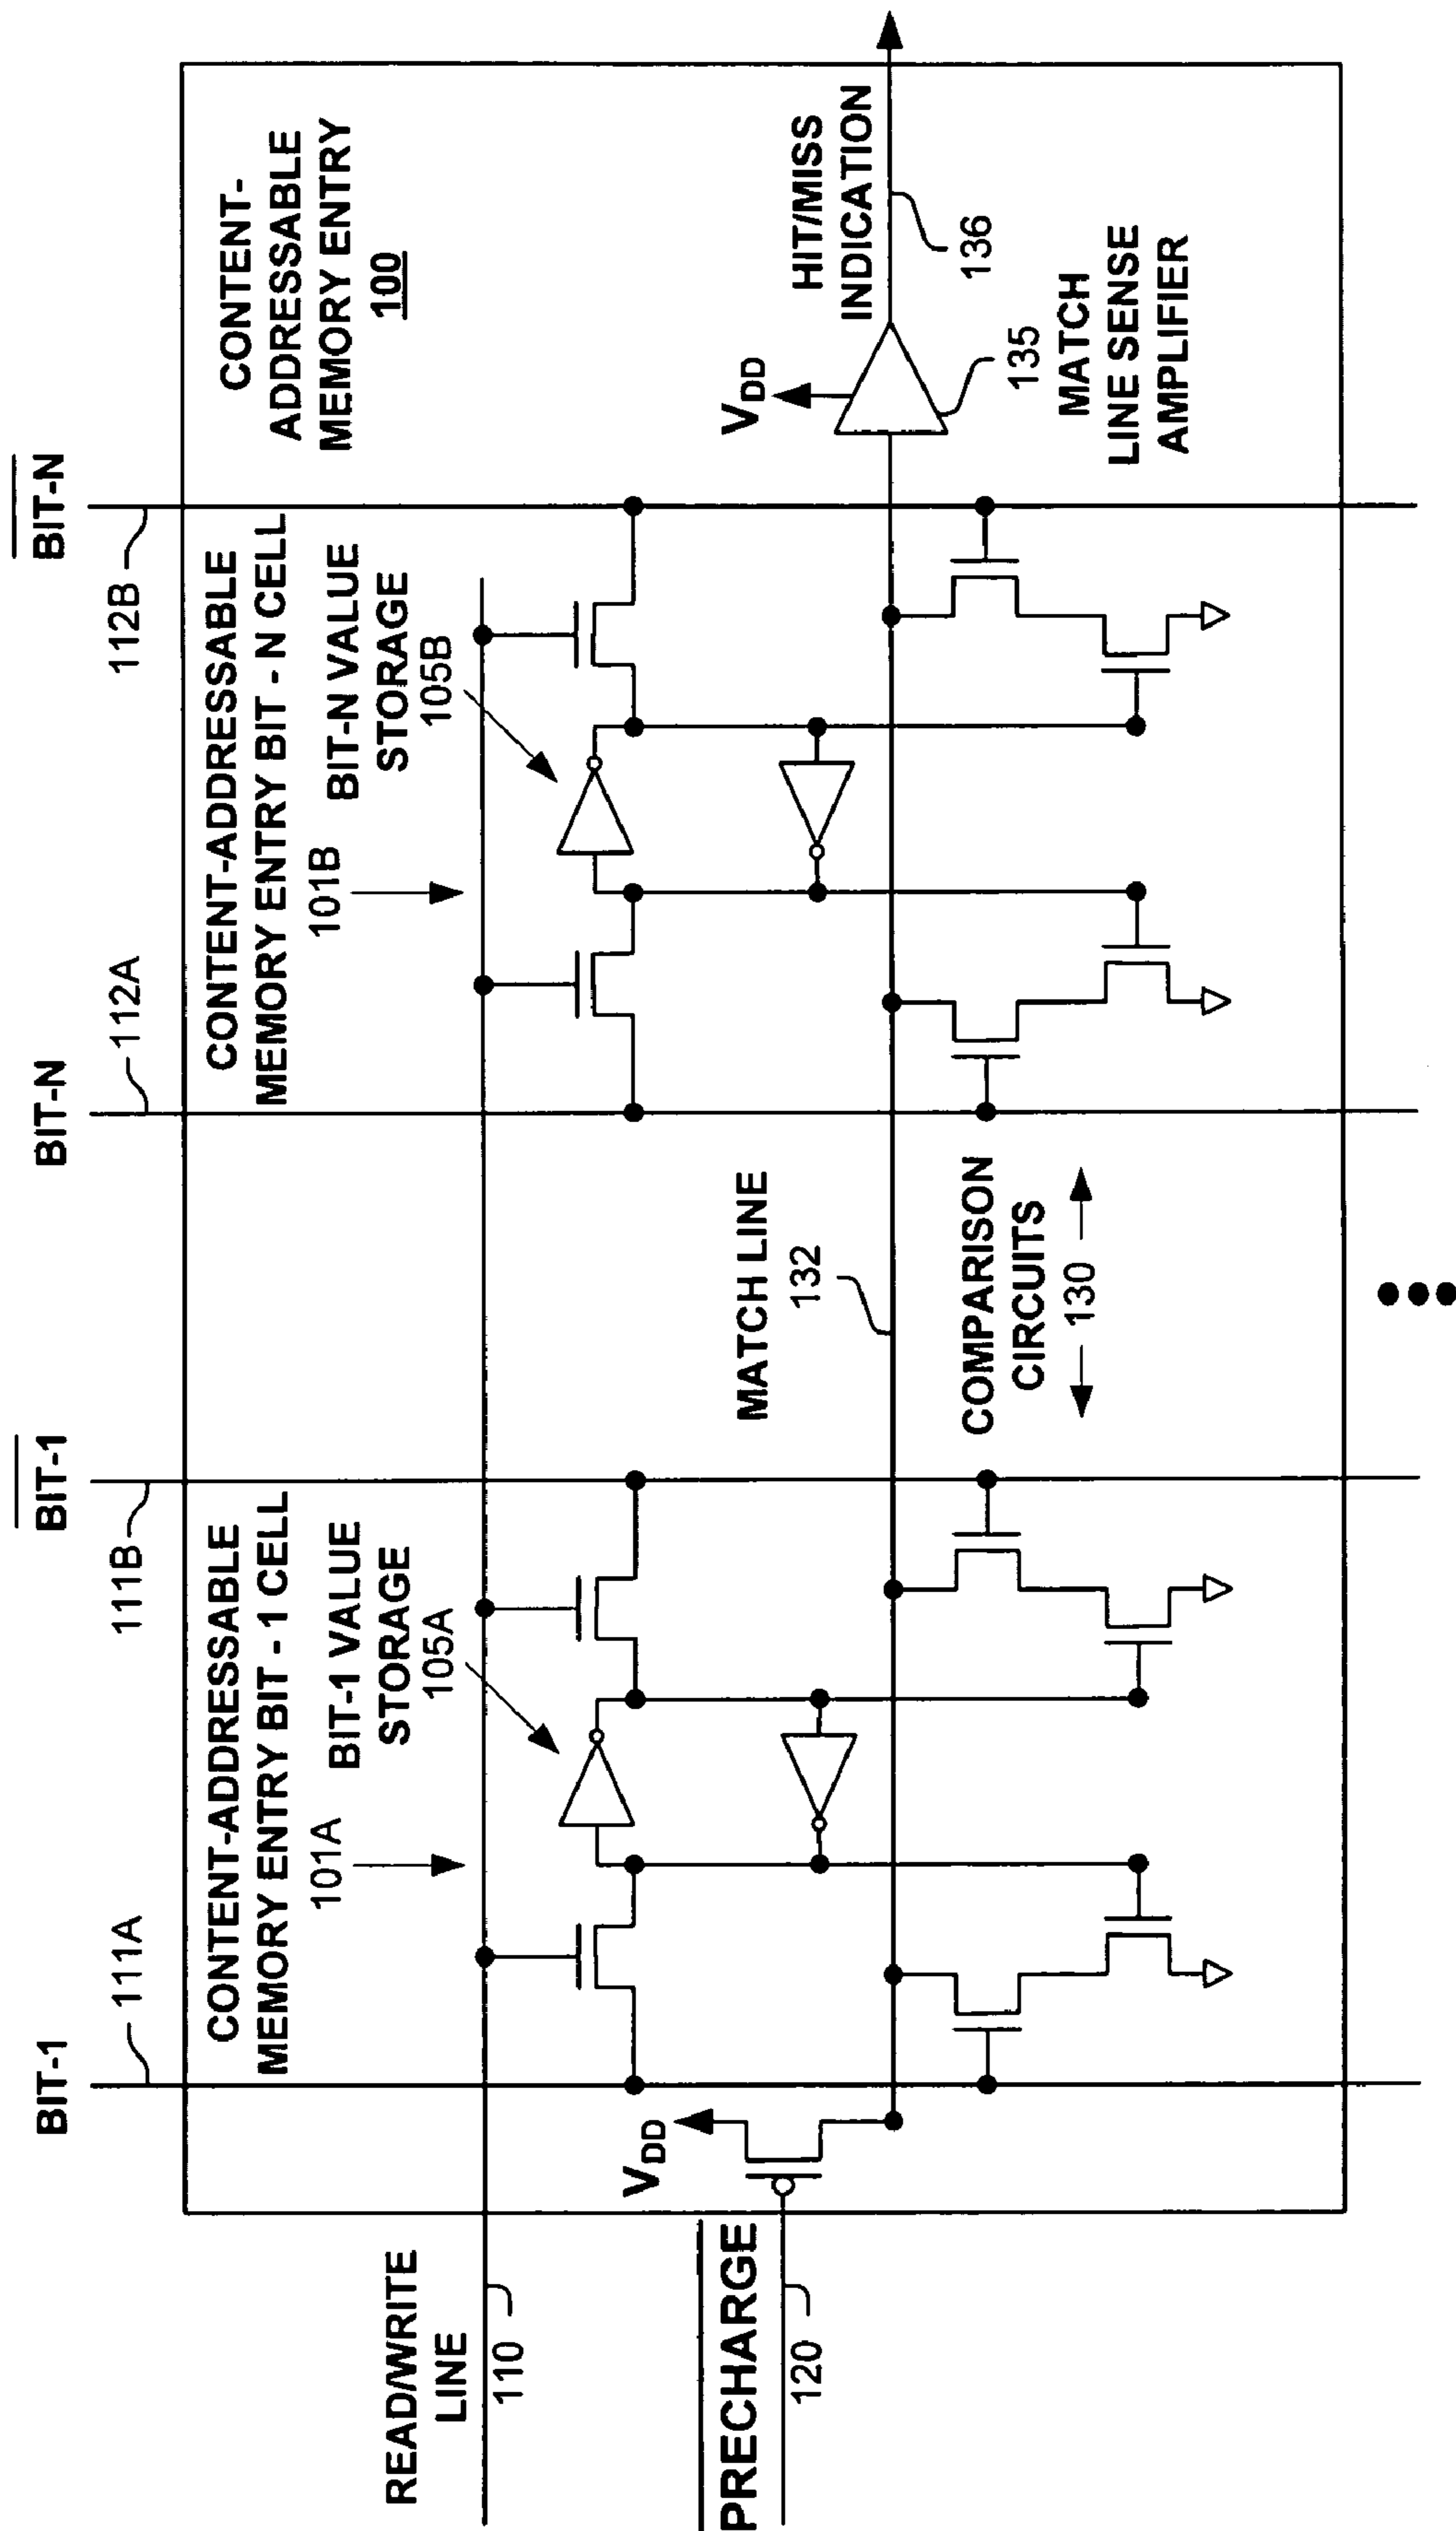 BIT-1
111A
BIT-1
111B
BIT-N
112A
BIT-N
112B
CONTENT-ADDRESSABLE
MEMORY ENTRY BIT - 1 CELL
101A
BIT-1 VALUE
STORAGE
105A
CONTENT-ADDRESSABLE
MEMORY ENTRY BIT - N CELL
101B
BIT-N VALUE
STORAGE
105B
CONTENT-
ADDRESSABLE
MEMORY ENTRY
100
READ/WRITE
LINE
110
VDD
PRECHARGE
120
MATCH LINE
132
COMPARISON
CIRCUITS
130
VDD
HIT/MISS
INDICATION
136
135
MATCH
LINE SENSE
AMPLIFIER